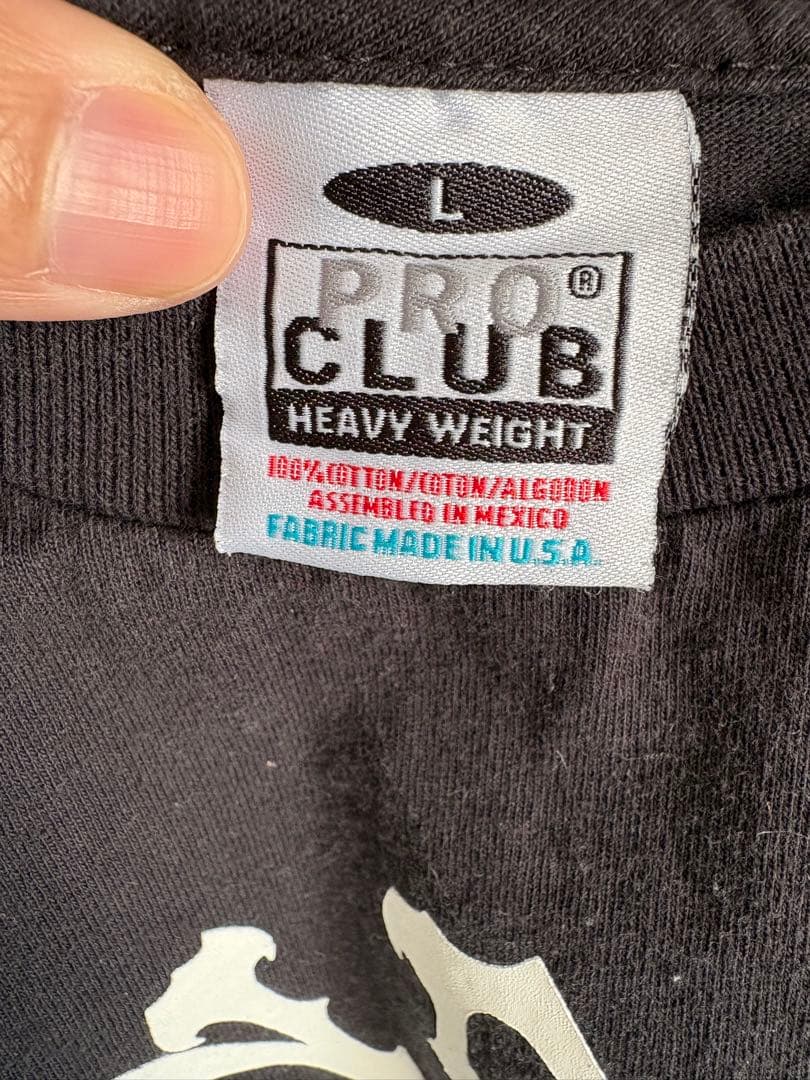 L
PRO®
CLUB
HEAVY WEIGHT
100%COTTON/COTON/ALGODON
ASSEMBLED IN MEXICO
FABRIC MADE IN U.S.A.